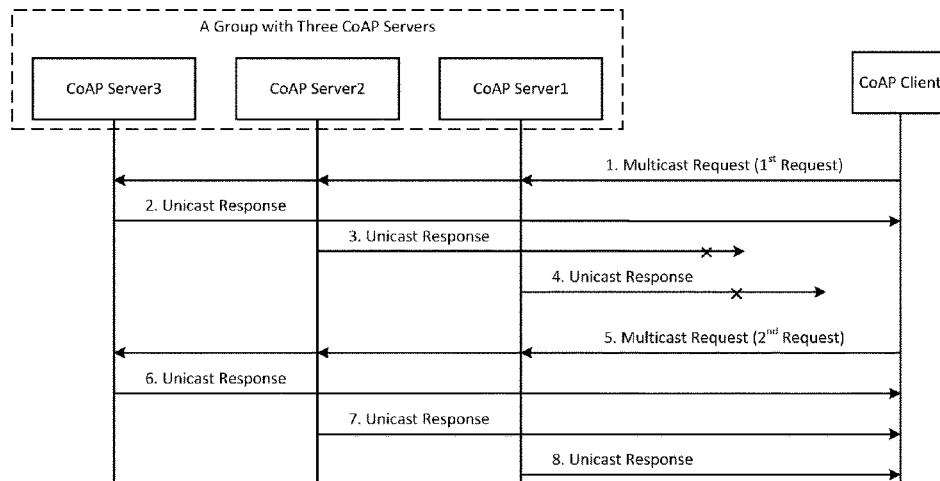 A Group with Three CoAP Servers
CoAP Server3
CoAP Server2
CoAP Server1
CoAP Client
1. Multicast Request (1st Request)
2. Unicast Response
3. Unicast Response
4. Unicast Response
5. Multicast Request (2nd Request)
6. Unicast Response
7. Unicast Response
8. Unicast Response